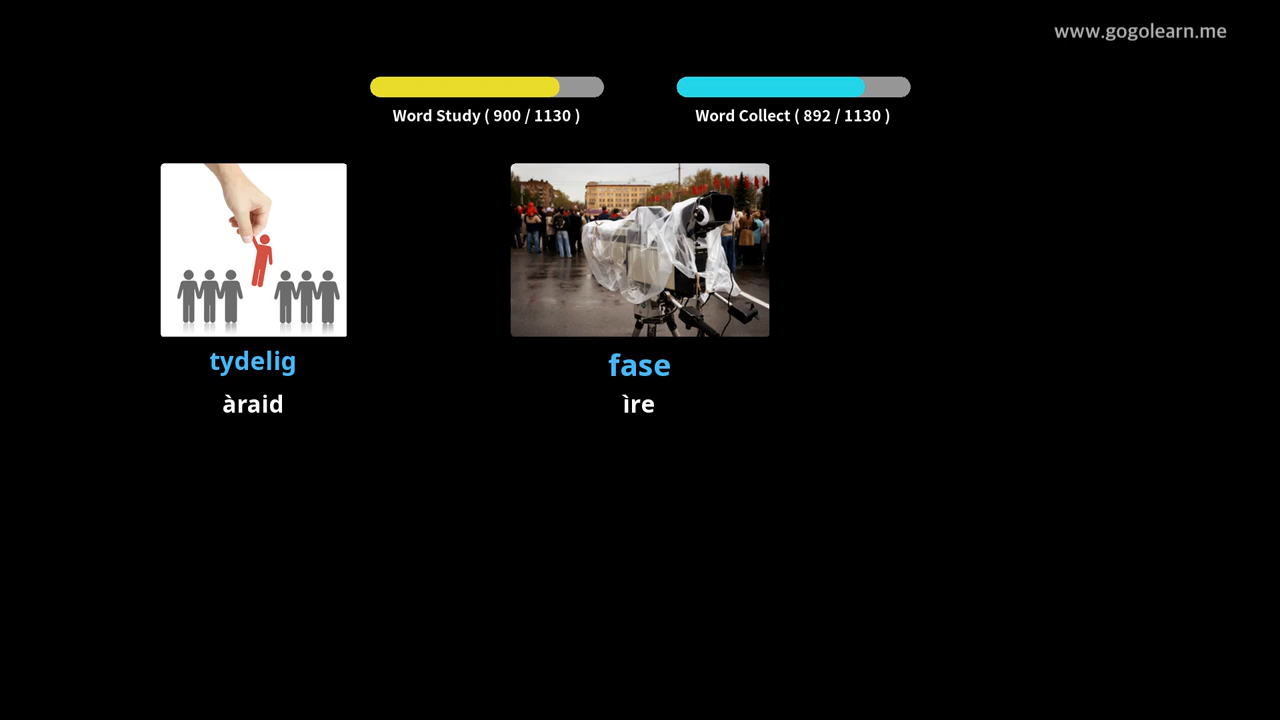 www.gogolearn.me
Word Study ( 900 / 1130 )
Word Collect ( 892 / 1130 )
tydelig
àraid
fase
ìre